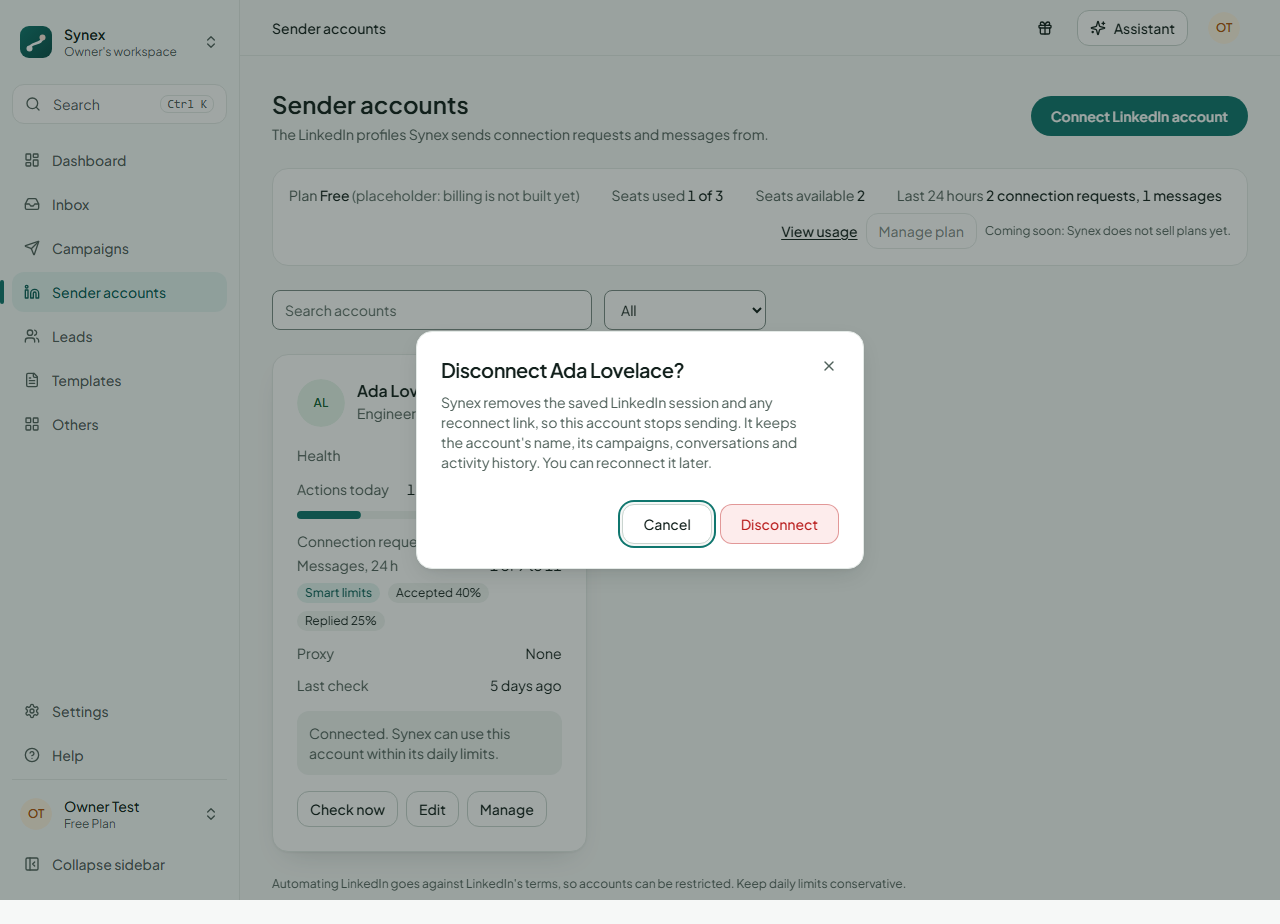 Synex
Owner's workspace
Search
Ctrl K
Dashboard
Inbox
Campaigns
Sender accounts
Leads
Templates
Others
Settings
Help
OT
Owner Test
Free Plan
Collapse sidebar
Sender accounts
Assistant
OT
Sender accounts
The LinkedIn profiles Synex sends connection requests and messages from.
Connect LinkedIn account
Plan Free (placeholder: billing is not built yet)
Seats used 1 of 3
Seats available 2
Last 24 hours 2 connection requests, 1 messages
View usage
Manage plan
Coming soon: Synex does not sell plans yet.
Search accounts
All
AL
Ada
Engineer
Health
Actions today
Connection
Messages, 24 h
Smart limits
Accepted 40%
Replied 25%
Proxy
None
Last check
5 days ago
Connected. Synex can use this
account within its daily limits.
Check now
Edit
Manage
Automating LinkedIn goes against LinkedIn's terms, so accounts can be restricted. Keep daily limits conservative.
Disconnect Ada Lovelace?
Synex removes the saved LinkedIn session and any
reconnect link, so this account stops sending. It keeps
the account's name, its campaigns, conversations and
activity history. You can reconnect it later.
Cancel
Disconnect